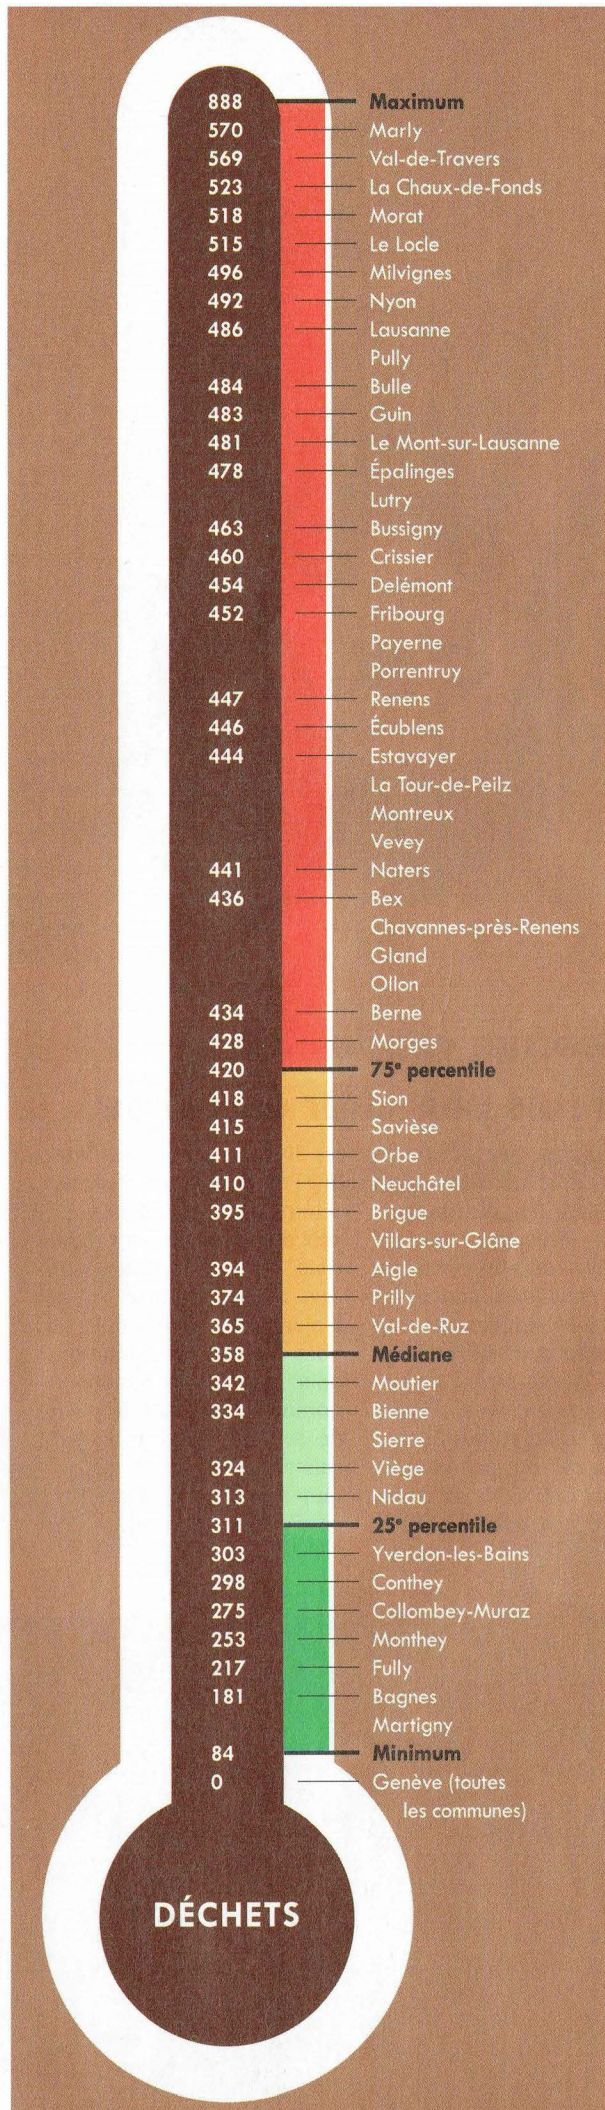 888 Maximum
570 Marly
569 Val-de-Travers
523 La Chaux-de-Fonds
518 Morat
515 Le Locle
496 Milvignes
492 Nyon
486 Lausanne
Pully
484 Bulle
483 Guin
481 Le Mont-sur-Lausanne
478 Épalinges
Lutry
463 Bussigny
460 Crissier
454 Delémont
452 Fribourg
Payerne
Porrentruy
447 Renens
446 Écublens
444 Estavayer
La Tour-de-Peilz
Montreux
Vevey
441 Naters
436 Bex
Chavannes-près-Renens
Gland
Ollon
434 Berne
428 Morges
420 75e percentile
418 Sion
415 Savièse
411 Orbe
410 Neuchâtel
395 Brigue
Villars-sur-Glâne
394 Aigle
374 Prilly
365 Val-de-Ruz
358 Médiane
342 Moutier
334 Bienne
Sierre
324 Viège
313 Nidau
311 25e percentile
303 Yverdon-les-Bains
298 Conthey
275 Collombey-Muraz
253 Monthey
217 Fully
181 Bagnes
Martigny
84 Minimum
0 Genève (toutes
les communes)
DÉCHETS